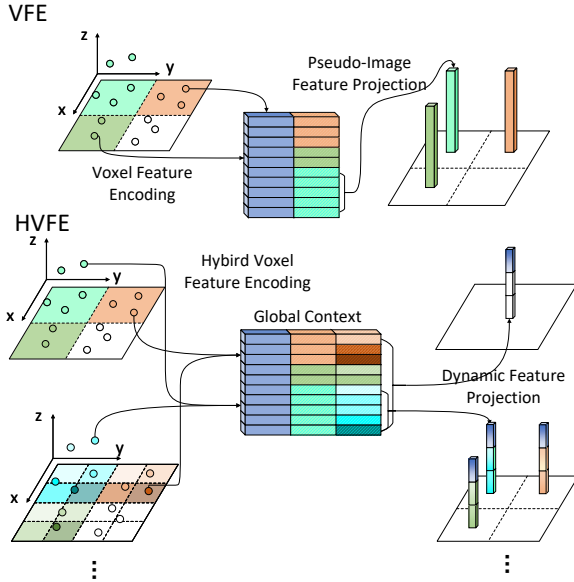 VFE
z
y
x
Pseudo-Image
Feature Projection
Voxel Feature
Encoding
HVFE
z
y
x
Hybird Voxel
Feature Encoding
Global Context
Dynamic Feature
Projection
z
y
x
...
...